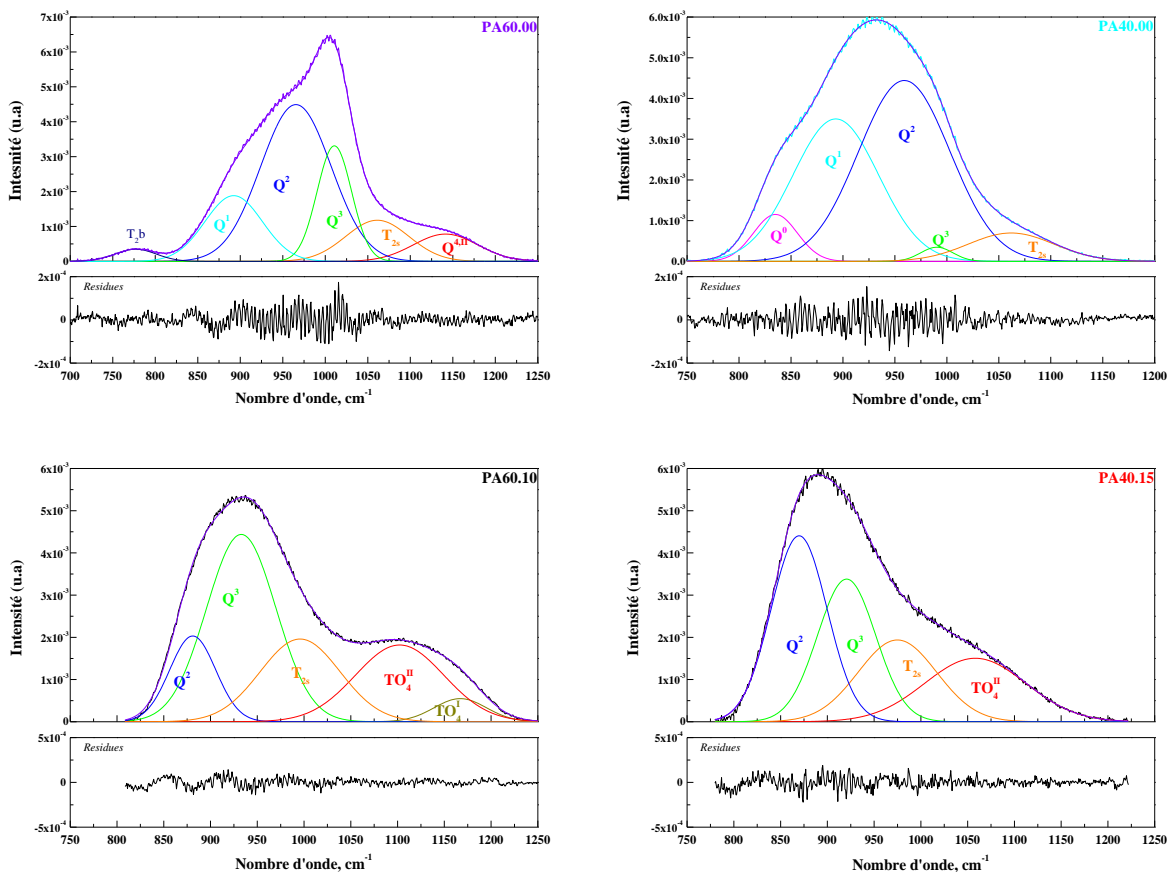 PA60.00
7x10⁻³
6x10⁻³
5x10⁻³
4x10⁻³
3x10⁻³
2x10⁻³
1x10⁻³
0
Intesnité (u.a)
T₂b
Q¹
Q²
Q³
T₂s
Q⁴,ᴵᴵ
2x10⁻⁴
0
-2x10⁻⁴
Residues
700 750 800 850 900 950 1000 1050 1100 1150 1200 1250
Nombre d'onde, cm⁻¹
PA40.00
6.0x10⁻³
5.0x10⁻³
4.0x10⁻³
3.0x10⁻³
2.0x10⁻³
1.0x10⁻³
0.0
Intesnité (u.a)
Q⁰
Q¹
Q²
Q³
T₂s
2x10⁻⁴
0
-2x10⁻⁴
Residues
750 800 850 900 950 1000 1050 1100 1150 1200
Nombre d'onde, cm⁻¹
PA60.10
6x10⁻³
5x10⁻³
4x10⁻³
3x10⁻³
2x10⁻³
1x10⁻³
0
Intensité (u.a)
Q²
Q³
T₂s
TO₄ᴵᴵ
TO₄ᴵ
5x10⁻⁴
0
-5x10⁻⁴
Residues
750 800 850 900 950 1000 1050 1100 1150 1200 1250
Nombre d'onde, cm⁻¹
PA40.15
6x10⁻³
5x10⁻³
4x10⁻³
3x10⁻³
2x10⁻³
1x10⁻³
0
Intensité (u.a)
Q²
Q³
T₂s
TO₄ᴵᴵ
5x10⁻⁴
0
-5x10⁻⁴
Residues
750 800 850 900 950 1000 1050 1100 1150 1200 1250
Nombre d'onde, cm⁻¹